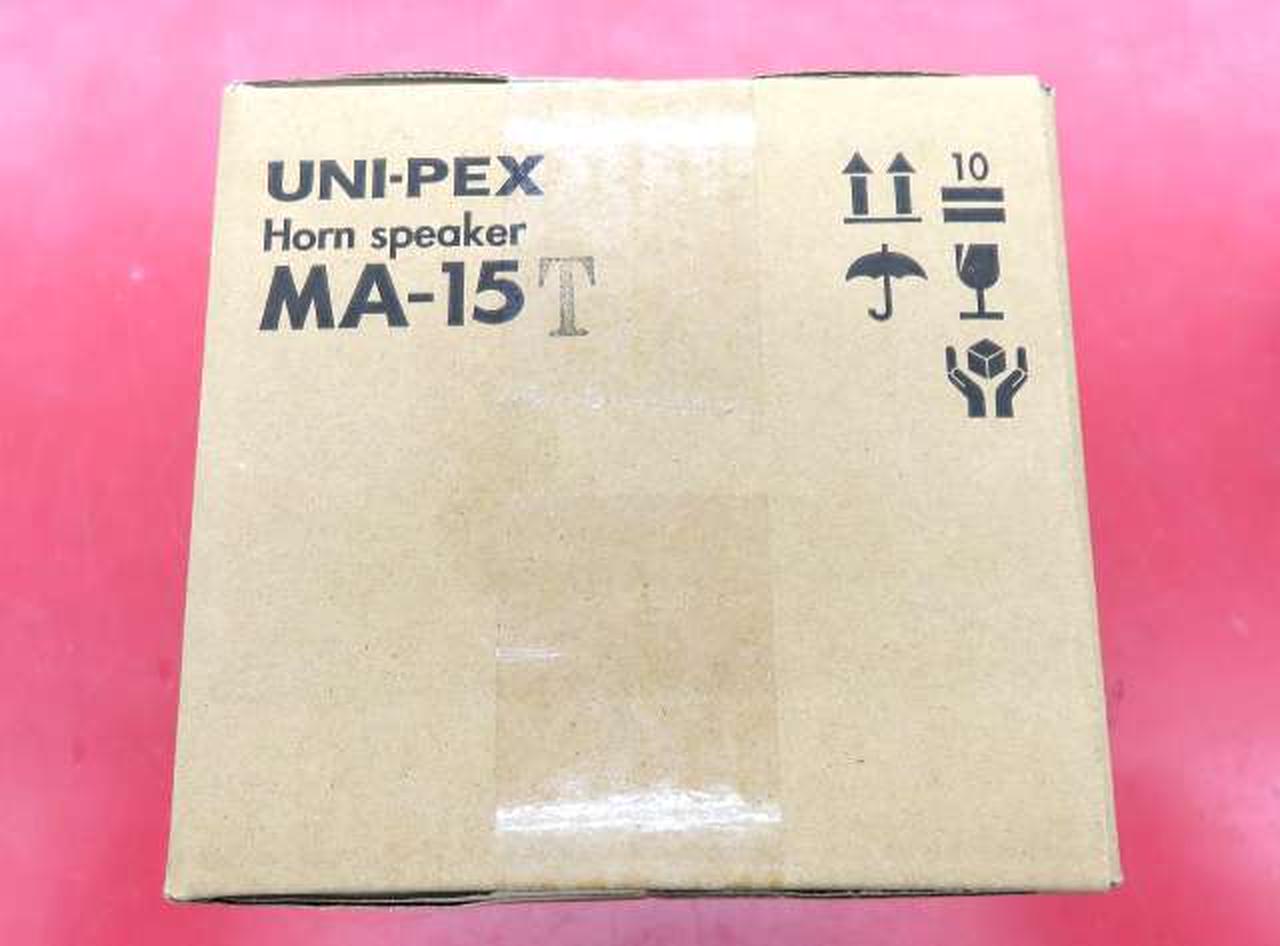 UNI-PEX
Horn speaker
MA-15T
10